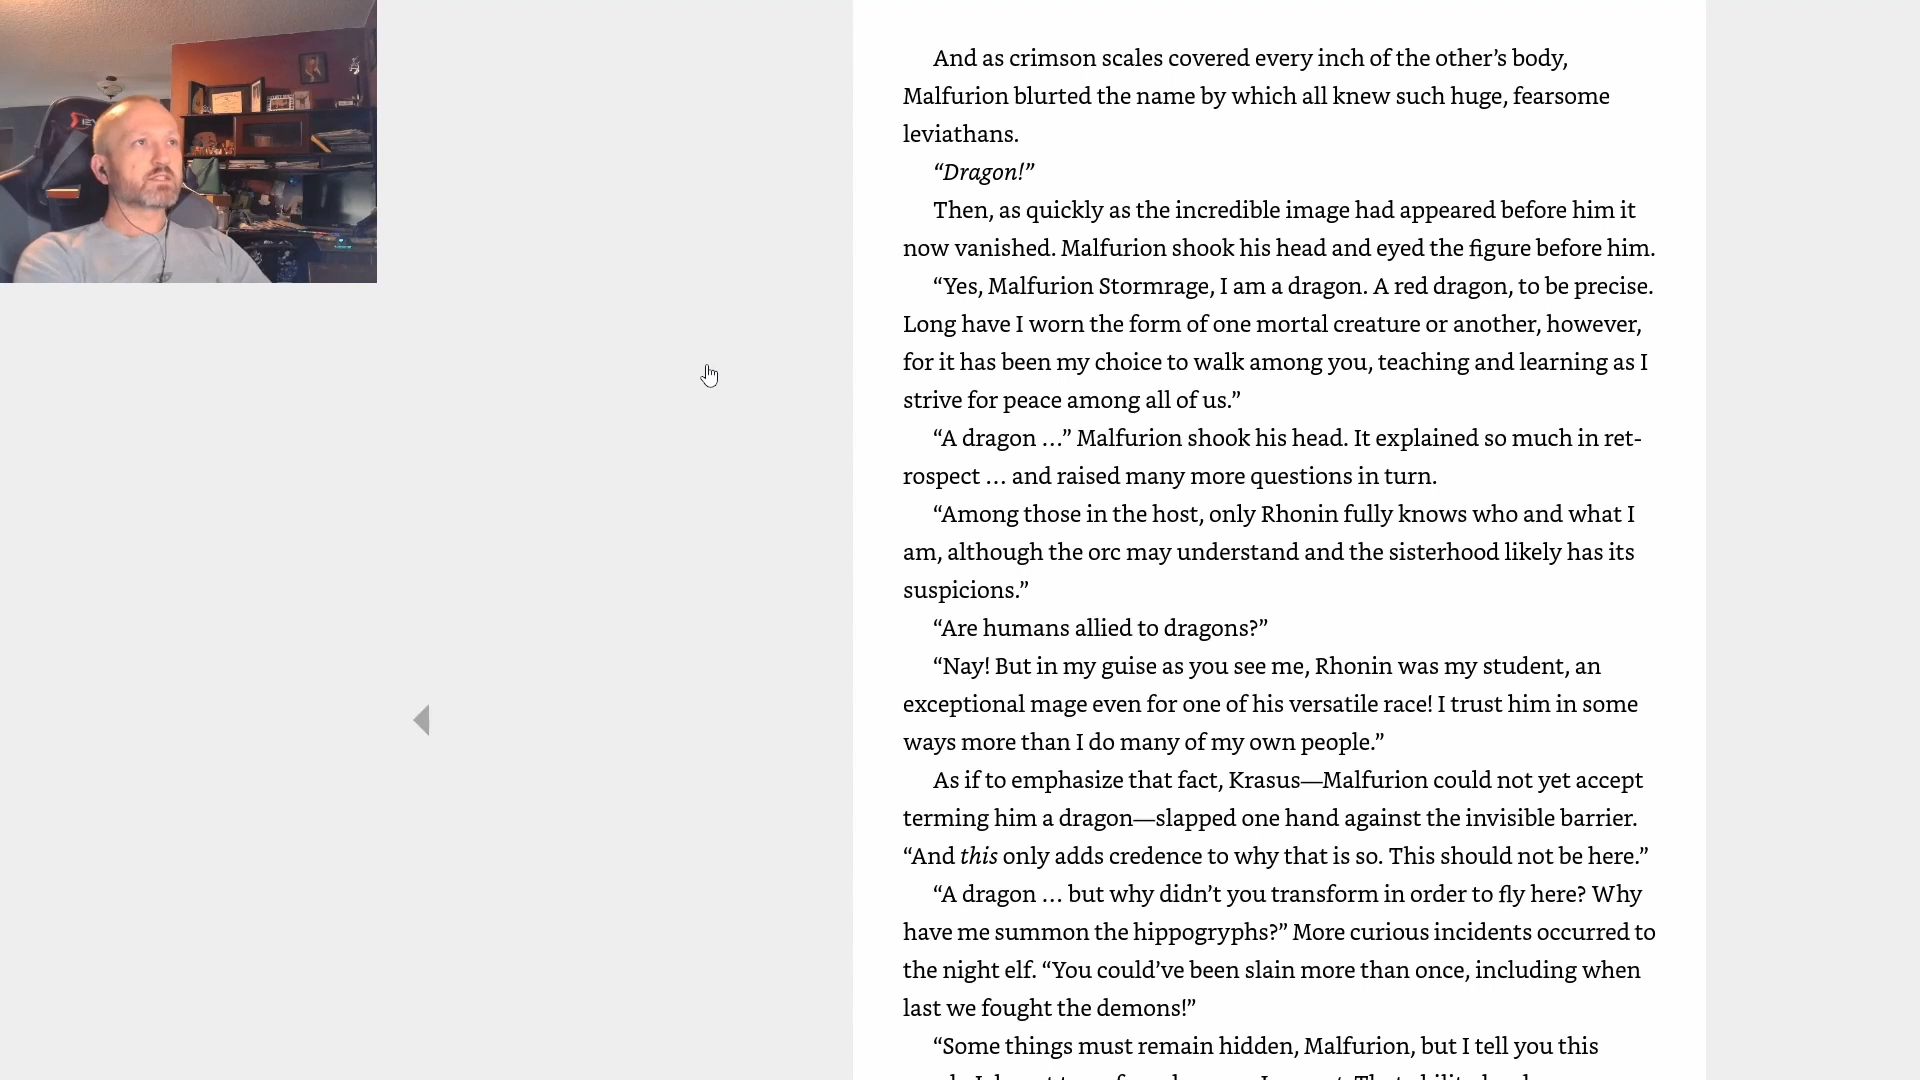 And as crimson scales covered every inch of the other’s body,
Malfurion blurted the name by which all knew such huge, fearsome
leviathans.
“Dragon!”
Then, as quickly as the incredible image had appeared before him it
now vanished. Malfurion shook his head and eyed the figure before him.
“Yes, Malfurion Stormrage, I am a dragon. A red dragon, to be precise.
Long have I worn the form of one mortal creature or another, however,
for it has been my choice to walk among you, teaching and learning as I
strive for peace among all of us.”
“A dragon …” Malfurion shook his head. It explained so much in ret-
rospect … and raised many more questions in turn.
“Among those in the host, only Rhonin fully knows who and what I
am, although the orc may understand and the sisterhood likely has its
suspicions.”
“Are humans allied to dragons?”
“Nay! But in my guise as you see me, Rhonin was my student, an
exceptional mage even for one of his versatile race! I trust him in some
ways more than I do many of my own people.”
As if to emphasize that fact, Krasus—Malfurion could not yet accept
terming him a dragon—slapped one hand against the invisible barrier.
“And this only adds credence to why that is so. This should not be here.”
“A dragon … but why didn’t you transform in order to fly here? Why
have me summon the hippogryphs?” More curious incidents occurred to
the night elf. “You could’ve been slain more than once, including when
last we fought the demons!”
“Some things must remain hidden, Malfurion, but I tell you this